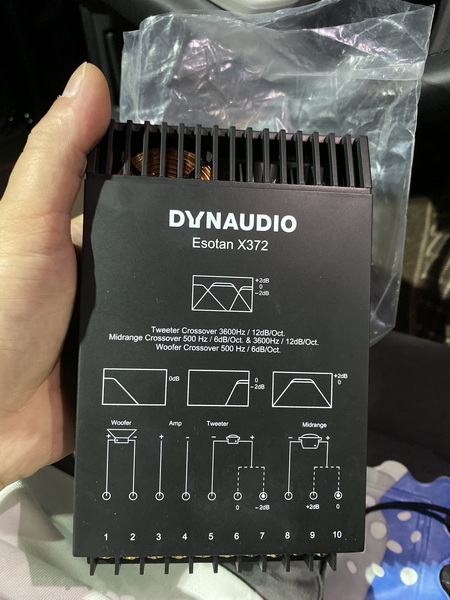 DYNAUDIO
Esotan X372
+2dB
0
-2dB
Tweeter Crossover 3600Hz / 12dB/Oct.
Midrange Crossover 500 Hz / 6dB/Oct. & 3600Hz / 12dB/Oct.
Woofer Crossover 500 Hz / 6dB/Oct.
0dB
0
-2dB
+2dB
0
Woofer Amp Tweeter Midrange
- + + - - + - +
0 -2dB +2dB 0
1 2 3 4 5 6 7 8 9 10